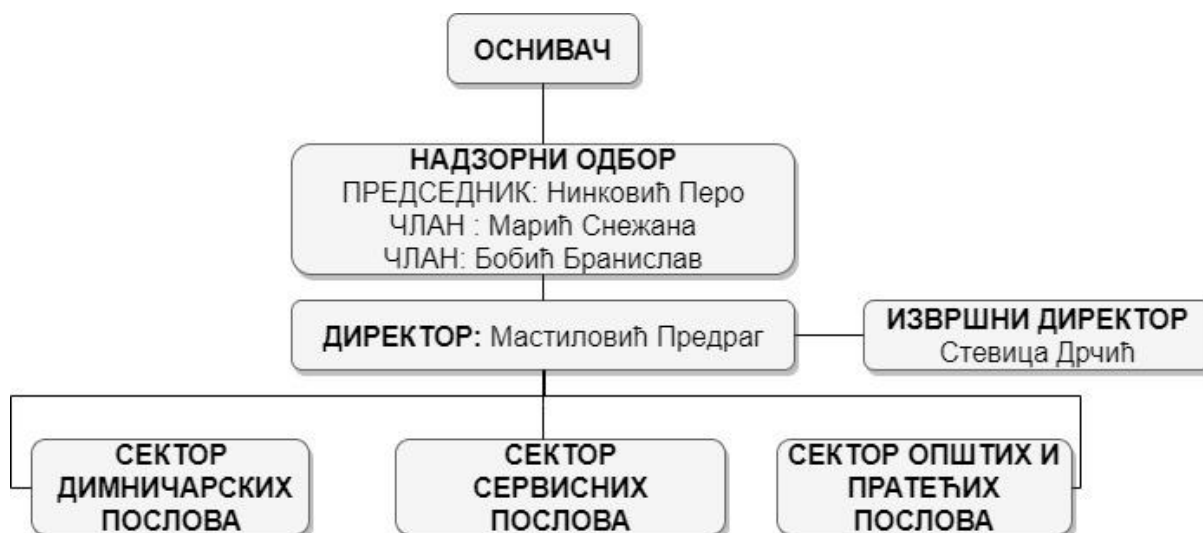 ОСНИВАЧ
НАДЗОРНИ ОДБОР
ПРЕДСЕДНИК: Нинковић Перо
ЧЛАН : Марић Снежана
ЧЛАН: Бобић Бранислав
ДИРЕКТОР: Мастиловић Предраг
ИЗВРШНИ ДИРЕКТОР
Стевица Дрчић
СЕКТОР
ДИМНИЧАРСКИХ
ПОСЛОВА
СЕКТОР
СЕРВИСНИХ
ПОСЛОВА
СЕКТОР ОПШТИХ И
ПРАТЕЋИХ
ПОСЛОВА